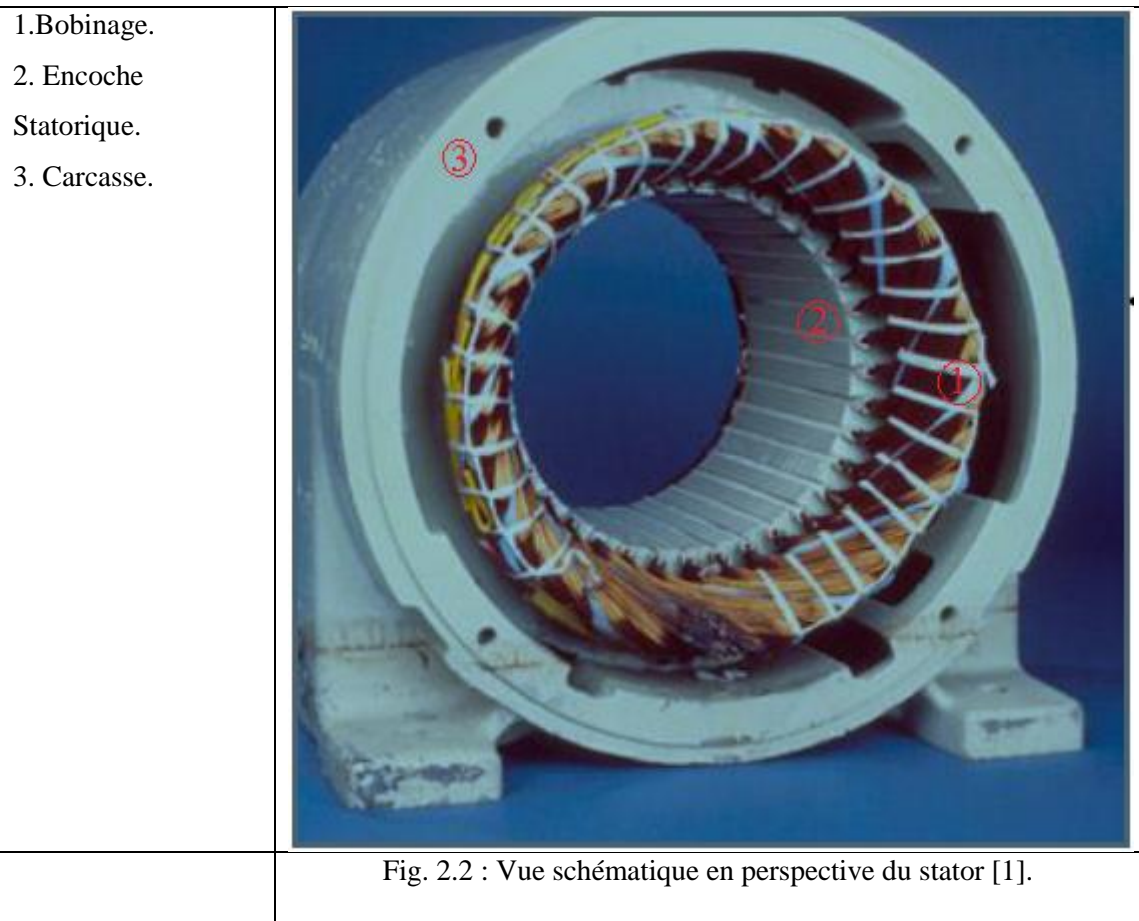 1.Bobinage.
2. Encoche
Statorique.
3. Carcasse.
3
2
1
Fig. 2.2 : Vue schématique en perspective du stator [1].